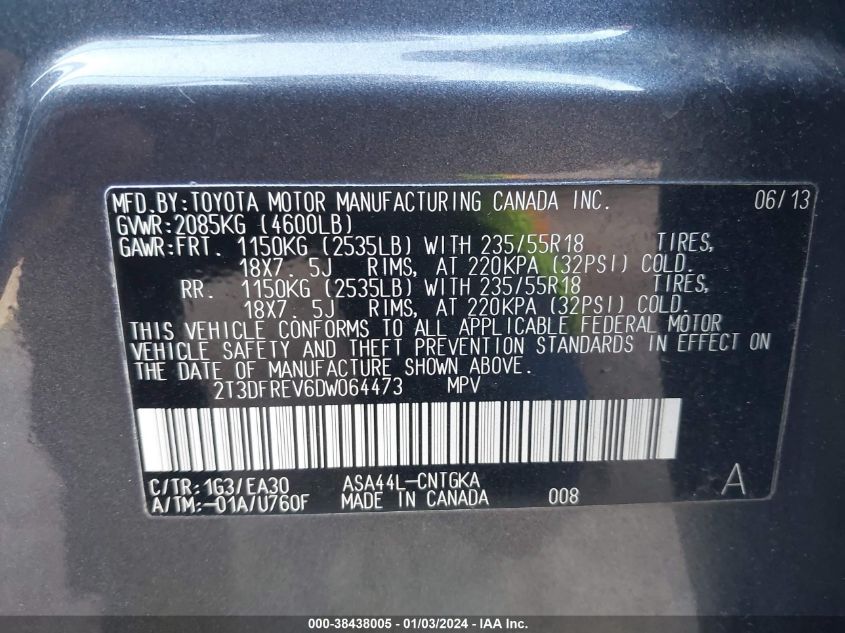 MFD.BY:TOYOTA MOTOR MANUFACTURING CANADA INC. 06/13
GVWR:2085KG (4600LB)
GAWR:FRT. 1150KG (2535LB) WITH 235/55R18 TIRES,
18X7. 5J RIMS, AT 220KPA (32PSI) COLD.
RR. 1150KG (2535LB) WITH 235/55R18 TIRES,
18X7. 5J RIMS, AT 220KPA (32PSI) COLD.
THIS VEHICLE CONFORMS TO ALL APPLICABLE FEDERAL MOTOR
VEHICLE SAFETY AND THEFT PREVENTION STANDARDS IN EFFECT ON
THE DATE OF MANUFACTURE SHOWN ABOVE.
2T3DFREV6DW064473 MPV
C/TR:1G3/EA30 ASA44L-CNTGKA
A/TM:-01A/U760F MADE IN CANADA 008 A
000-38438005 - 01/03/2024 - IAA Inc.